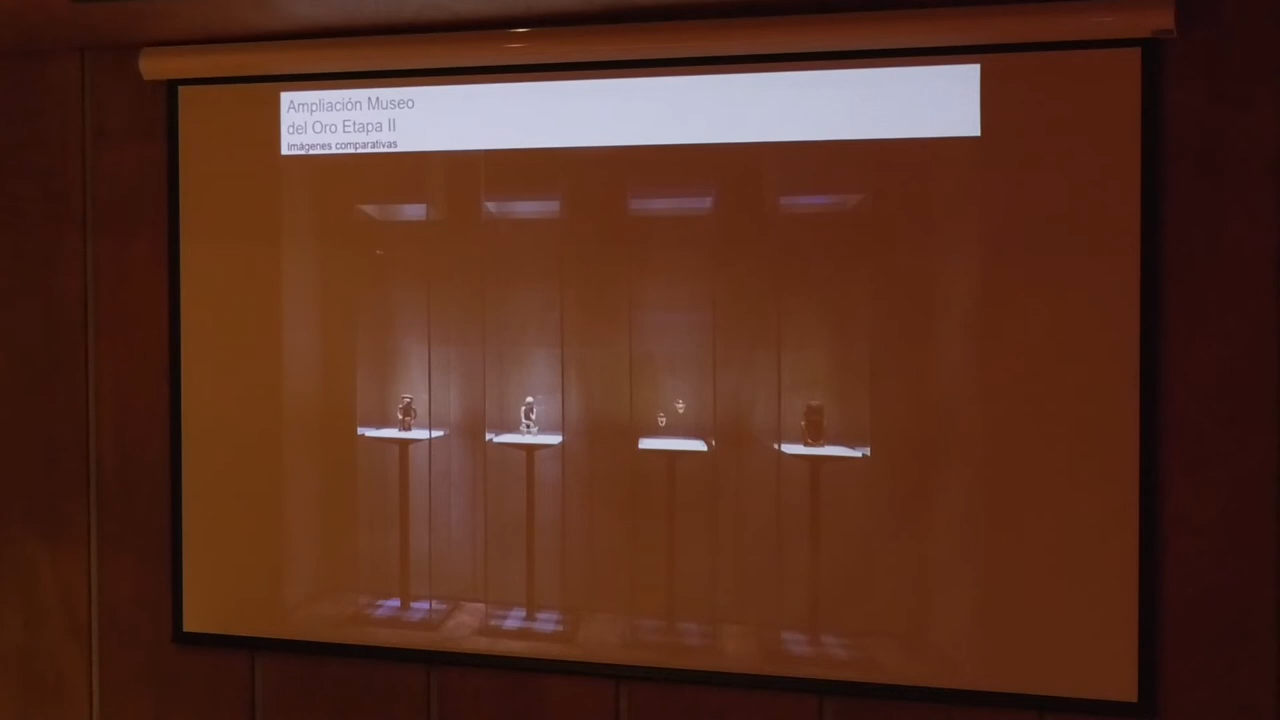 Ampliación Museo
del Oro Etapa II
Imágenes comparativas